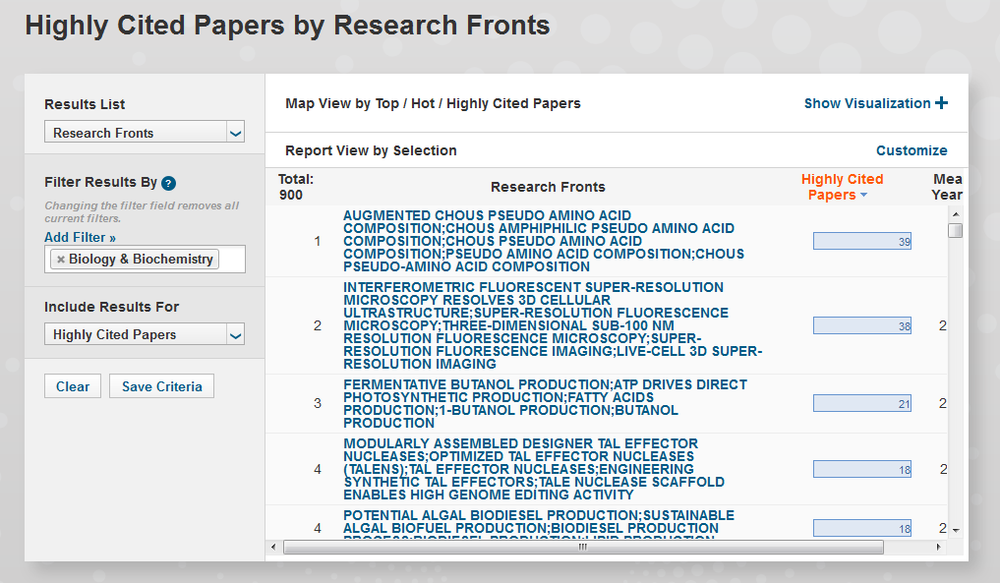 Highly Cited Papers by Research Fronts
Results List
Research Fronts
Filter Results By ?
Changing the filter field removes all
current filters.
Add Filter »
× Biology & Biochemistry
Include Results For
Highly Cited Papers
Clear
Save Criteria
Map View by Top / Hot / Highly Cited Papers
Show Visualization +
Report View by Selection
Customize
Total:
900
Research Fronts
Highly Cited
Papers
Mea
Year
1
AUGMENTED CHOUS PSEUDO AMINO ACID
COMPOSITION;CHOUS AMPHIPHILIC PSEUDO AMINO ACID
COMPOSITION;CHOUS PSEUDO AMINO ACID
COMPOSITION;PSEUDO AMINO ACID COMPOSITION;CHOUS
PSEUDO-AMINO ACID COMPOSITION
39
2
INTERFEROMETRIC FLUORESCENT SUPER-RESOLUTION
MICROSCOPY RESOLVES 3D CELLULAR
ULTRASTRUCTURE;SUPER-RESOLUTION FLUORESCENCE
MICROSCOPY;THREE-DIMENSIONAL SUB-100 NM
RESOLUTION FLUORESCENCE MICROSCOPY;SUPER-
RESOLUTION FLUORESCENCE IMAGING;LIVE-CELL 3D SUPER-
RESOLUTION IMAGING
38
2
3
FERMENTATIVE BUTANOL PRODUCTION;ATP DRIVES DIRECT
PHOTOSYNTHETIC PRODUCTION;FATTY ACIDS
PRODUCTION;1-BUTANOL PRODUCTION;BUTANOL
PRODUCTION
21
2
4
MODULARLY ASSEMBLED DESIGNER TAL EFFECTOR
NUCLEASES;OPTIMIZED TAL EFFECTOR NUCLEASES
(TALENS);TAL EFFECTOR NUCLEASES;ENGINEERING
SYNTHETIC TAL EFFECTORS;TALE NUCLEASE SCAFFOLD
ENABLES HIGH GENOME EDITING ACTIVITY
18
2
4
POTENTIAL ALGAL BIODIESEL PRODUCTION;SUSTAINABLE
ALGAL BIOFUEL PRODUCTION;BIODIESEL PRODUCTION
PROCESS;BIODIESEL PRODUCTION;LIPID PRODUCTION
18
2